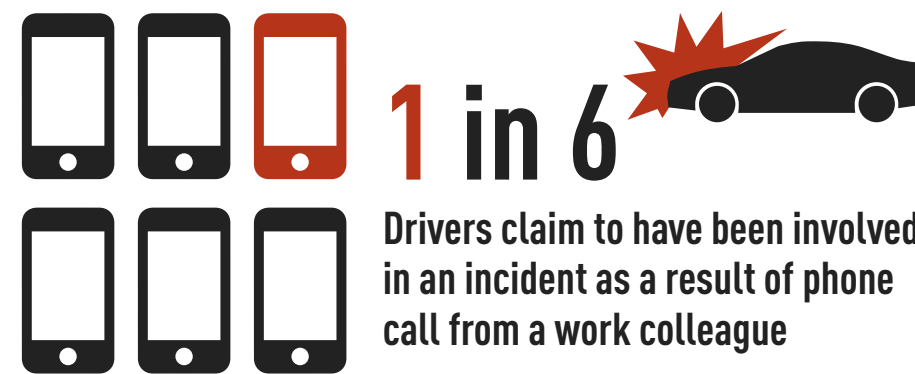 1 in 6
Drivers claim to have been involved
in an incident as a result of phone
call from a work colleague